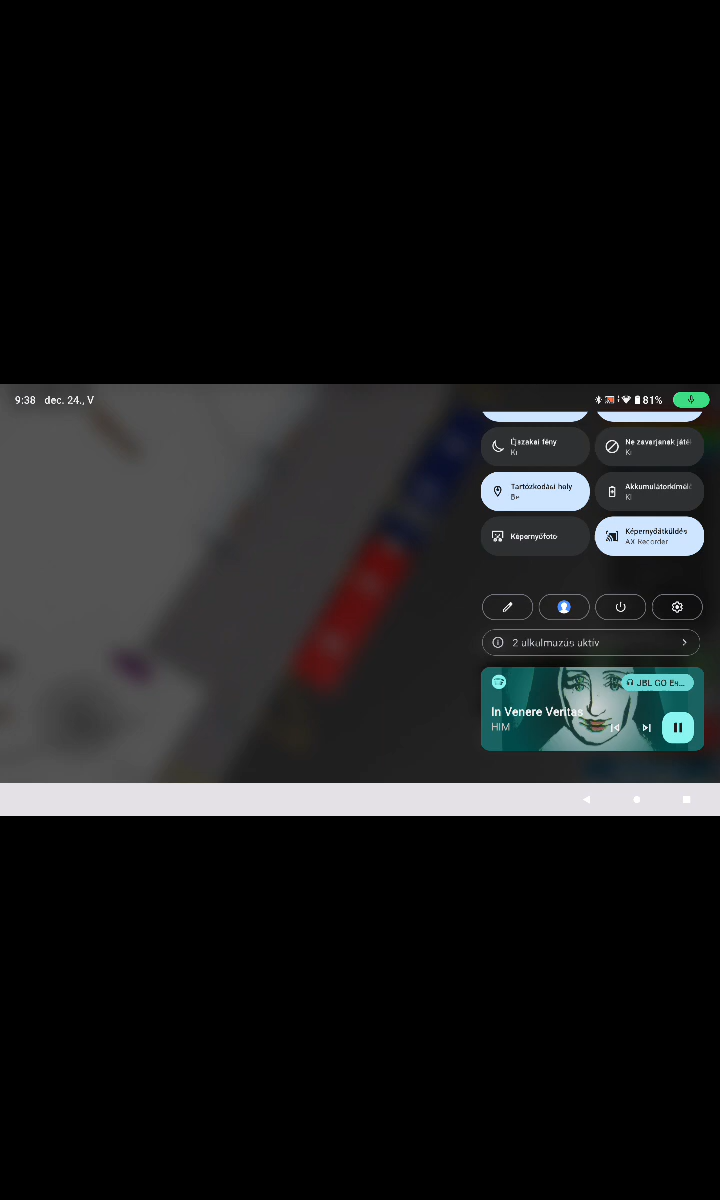 9:38 dec. 24., V
81%
Éjszakai fény
Ki
Ne zavarjanak játé
Ki
Tartózkodási hely
Be
Akkumulátorkímél
Ki
Képernyőfotó
Képernyőátküldés
AX Recorder
2 alkalmazás aktív
JBL GO Es...
In Venere Veritas
HIM